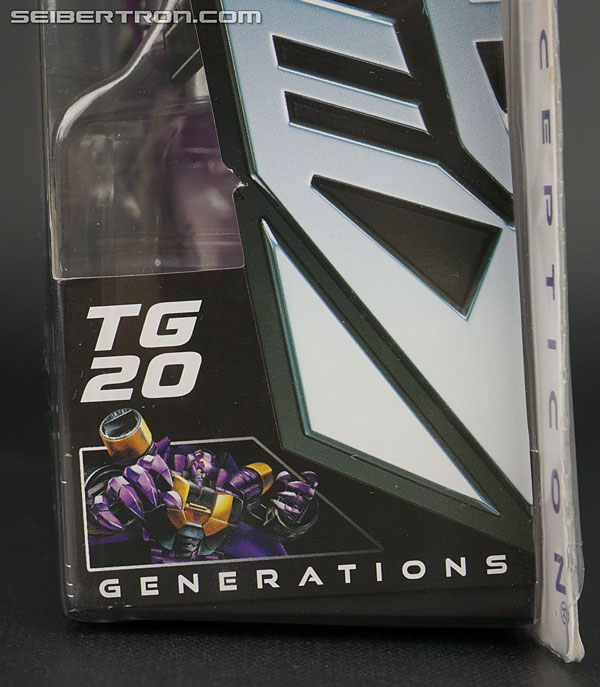 SEIBERTRON.COM
TG
20
GENERATIONS
CEPTICON®